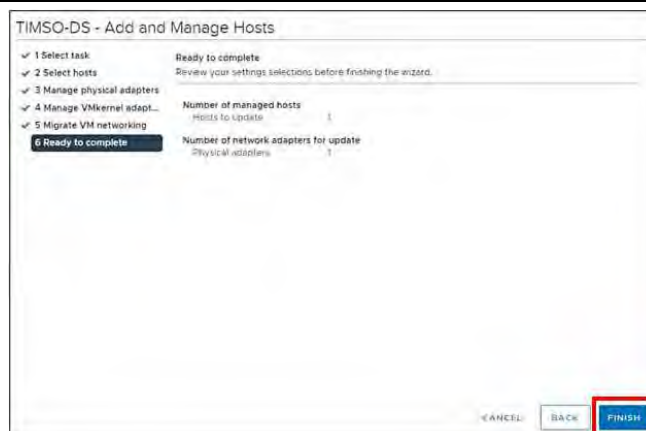 TIMSO-DS - Add and Manage Hosts
1 Select task
2 Select hosts
3 Manage physical adapters
4 Manage VMkernel adapt...
5 Migrate VM networking
6 Ready to complete
Ready to complete
Review your settings selections before finishing the wizard.
Number of managed hosts
Hosts to update 1
Number of network adapters for update
Physical adapters 1
CANCEL BACK FINISH